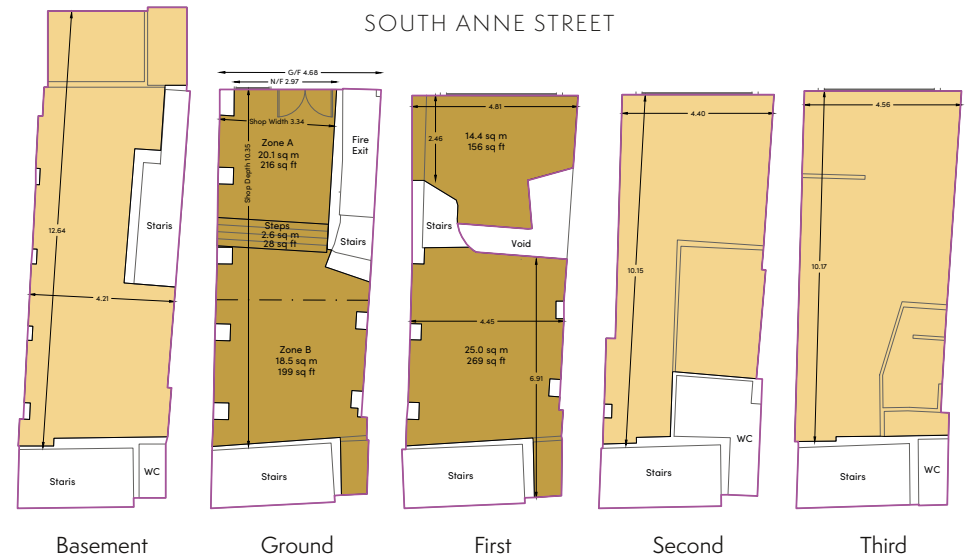 SOUTH ANNE STREET
12.64
4.21
Staris
Staris
WC
Basement
G/F 4.68
N/F 2.97
Shop Width 3.34
Shop Depth 10.35
Zone A
20.1 sq m
216 sq ft
Fire
Exit
Steps
2.6 sq m
28 sq ft
Stairs
Zone B
18.5 sq m
199 sq ft
Stairs
Ground
4.81
2.46
14.4 sq m
156 sq ft
Stairs
Void
4.45
25.0 sq m
269 sq ft
6.91
Stairs
First
4.40
10.15
WC
Stairs
Second
4.56
10.17
Stairs
WC
Third